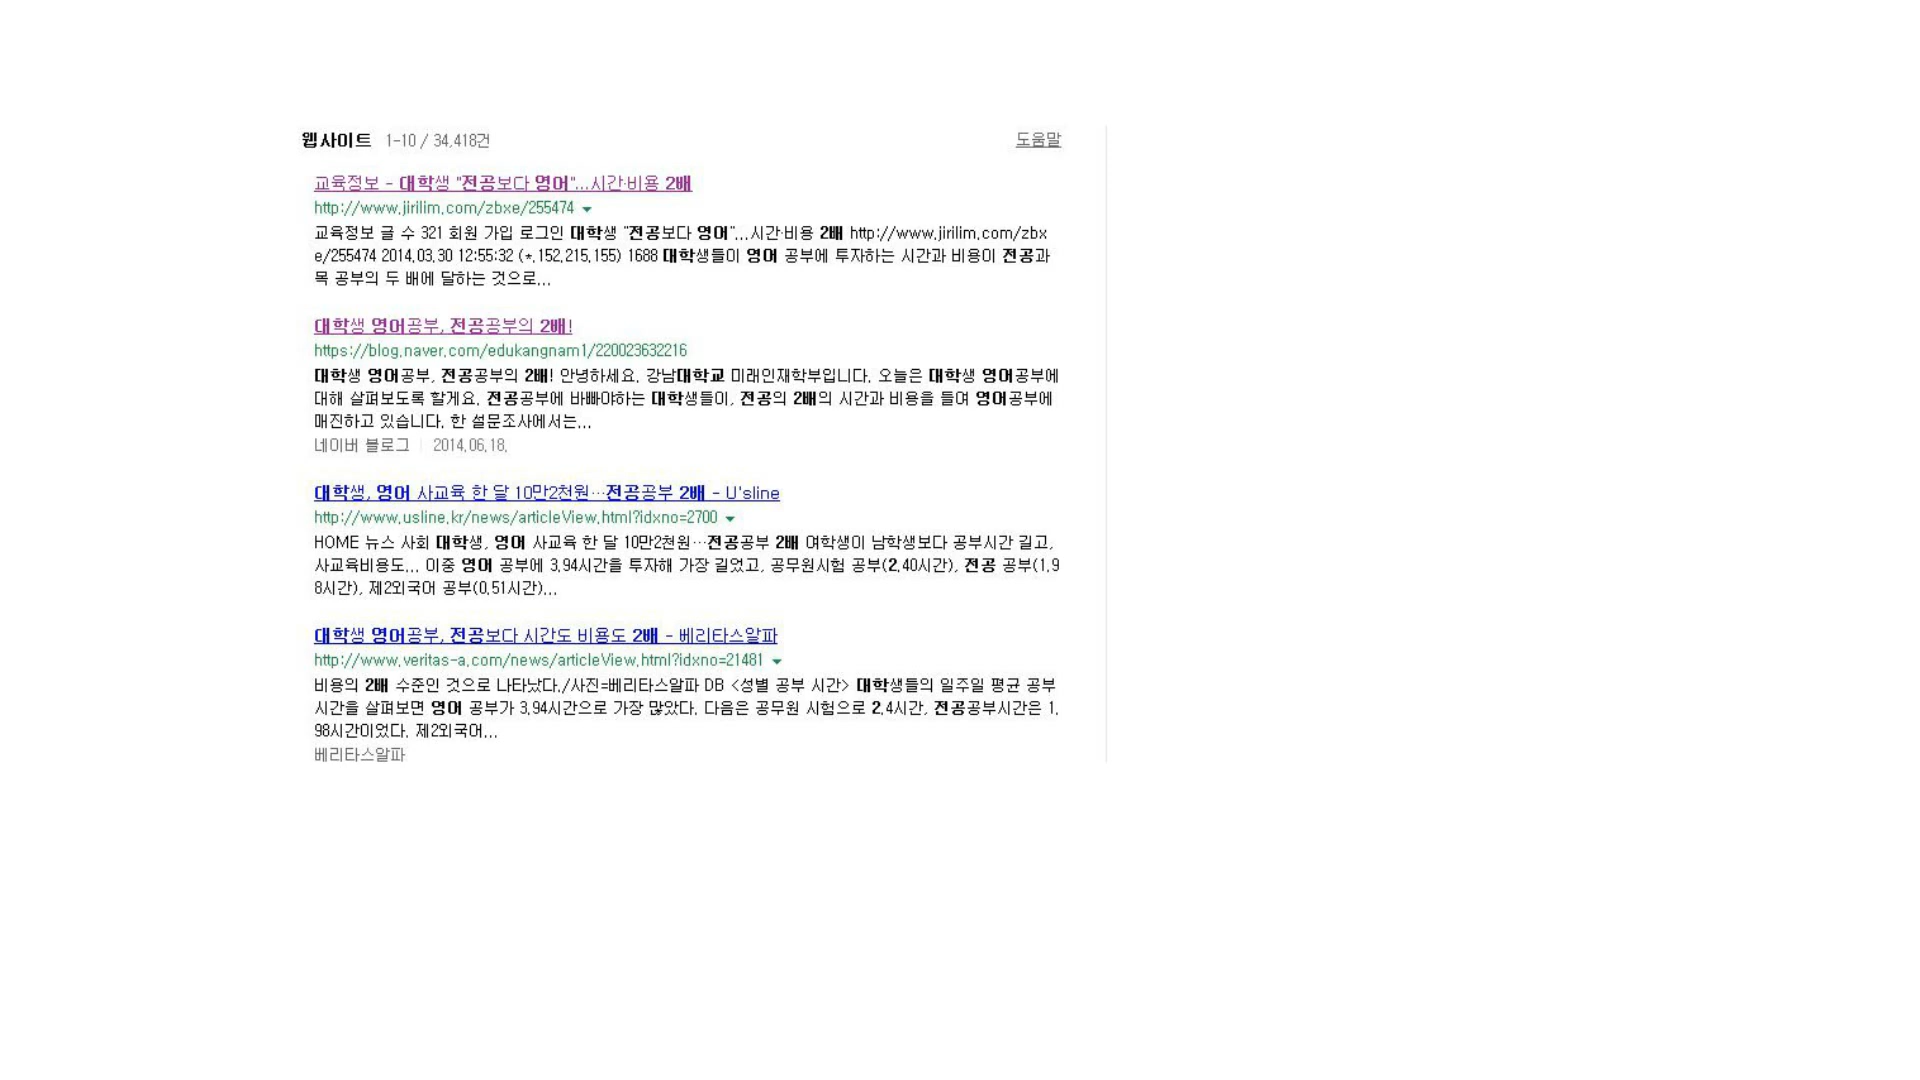 웹사이트 1-10 / 34,418건
도움말
교육정보 - 대학생 "전공보다 영어"...시간·비용 2배
http://www.jirilim.com/zbxe/255474
교육정보 글 수 321 회원 가입 로그인 대학생 "전공보다 영어"...시간·비용 2배 http://www.jirilim.com/zbx
e/255474 2014.03.30 12:55:32 (*.152.215.155) 1688 대학생들이 영어 공부에 투자하는 시간과 비용이 전공과
목 공부의 두 배에 달하는 것으로...
대학생 영어공부, 전공공부의 2배!
https://blog.naver.com/edukangnam1/220023632216
대학생 영어공부, 전공공부의 2배! 안녕하세요. 강남대학교 미래인재학부입니다. 오늘은 대학생 영어공부에
대해 살펴보도록 할게요. 전공공부에 바빠야하는 대학생들이, 전공의 2배의 시간과 비용을 들여 영어공부에
매진하고 있습니다. 한 설문조사에서는...
네이버 블로그 | 2014.06.18.
대학생, 영어 사교육 한 달 10만2천원…전공공부 2배 - U'sline
http://www.usline.kr/news/articleView.html?idxno=2700
HOME 뉴스 사회 대학생, 영어 사교육 한 달 10만2천원…전공공부 2배 여학생이 남학생보다 공부시간 길고,
사교육비용도... 이중 영어 공부에 3.94시간을 투자해 가장 길었고, 공무원시험 공부(2.40시간), 전공 공부(1.9
8시간), 제2외국어 공부(0.51시간)...
대학생 영어공부, 전공보다 시간도 비용도 2배 - 베리타스알파
http://www.veritas-a.com/news/articleView.html?idxno=21481
비용의 2배 수준인 것으로 나타났다./사진=베리타스알파 DB <성별 공부 시간> 대학생들의 일주일 평균 공부
시간을 살펴보면 영어 공부가 3.94시간으로 가장 많았다. 다음은 공무원 시험으로 2.4시간, 전공공부시간은 1.
98시간이었다. 제2외국어...
베리타스알파